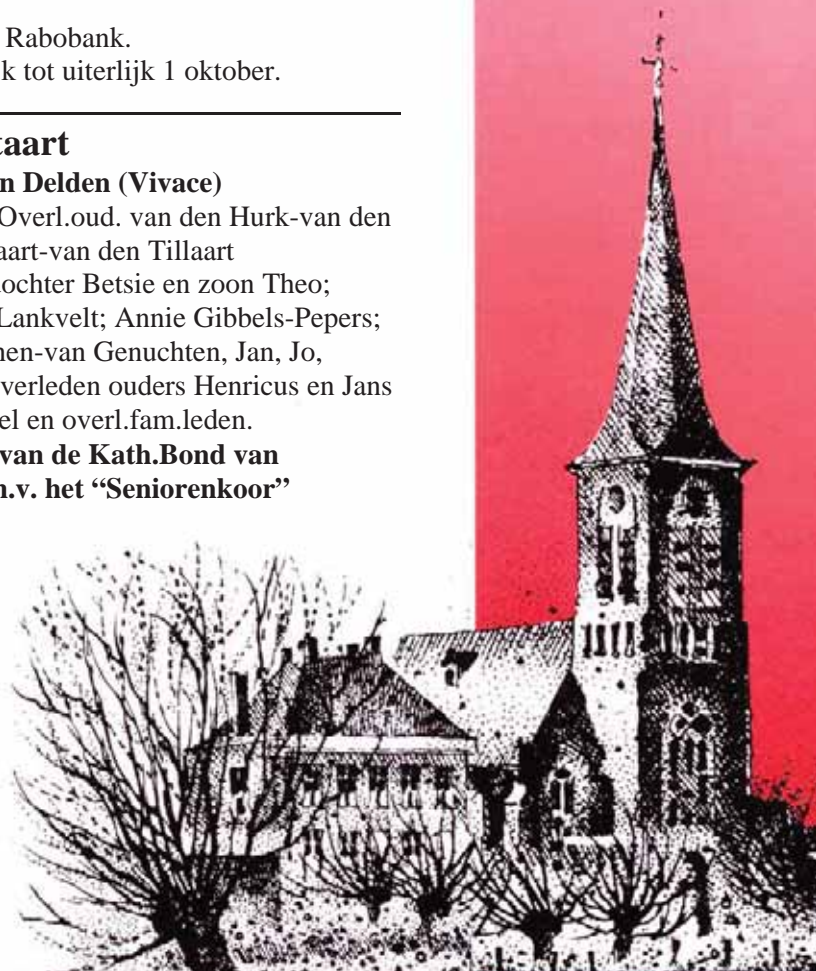 Rabobank.
k tot uiterlijk 1 oktober.
taart
n Delden (Vivace)
Overl.oud. van den Hurk-van den
aart-van den Tillaart
ochter Betsie en zoon Theo;
Lankvelt; Annie Gibbels-Pepers;
nen-van Genuchten, Jan, Jo,
verleden ouders Henricus en Jans
el en overl.fam.leden.
van de Kath.Bond van
n.v. het “Seniorenkoor”